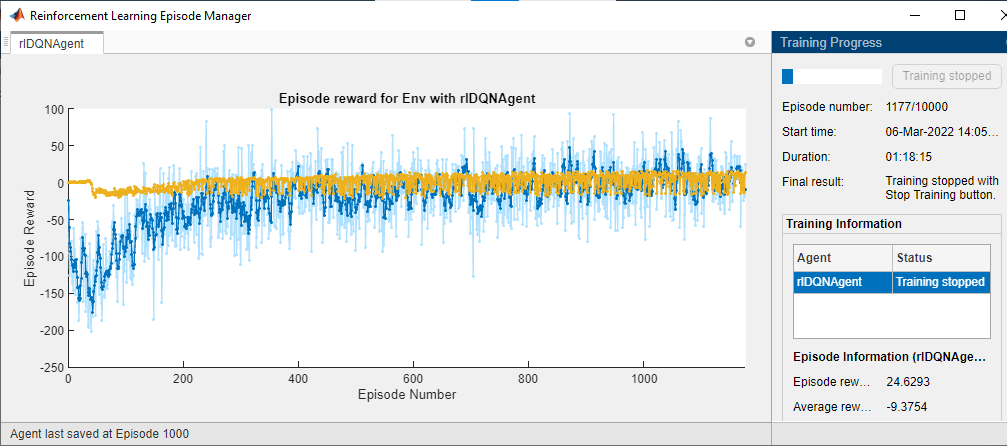 Reinforcement Learning Episode Manager
rlDQNAgent
Episode reward for Env with rlDQNAgent
100
50
0
-50
-100
-150
-200
-250
Episode Reward
0
200
400
600
800
1000
Episode Number
Training Progress
Training stopped
Episode number: 1177/10000
Start time: 06-Mar-2022 14:05...
Duration: 01:18:15
Final result: Training stopped with
Stop Training button.
Training Information
Agent Status
rlDQNAgent Training stopped
Episode Information (rlDQNAge...
Episode rew... 24.6293
Average rew... -9.3754
Agent last saved at Episode 1000